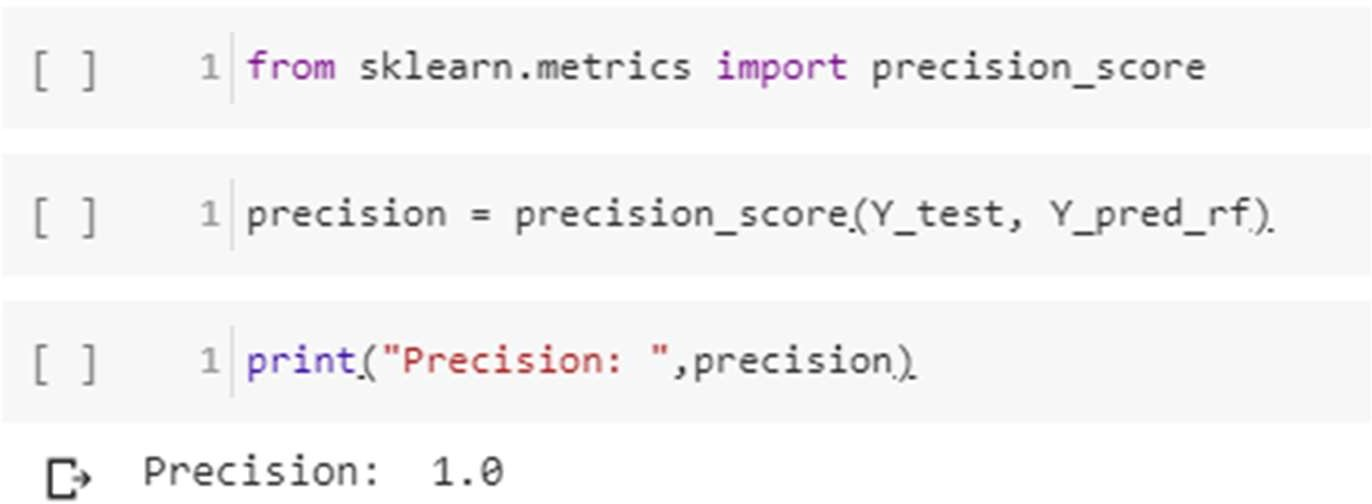 [ ] 1 from sklearn.metrics import precision_score
[ ] 1 precision = precision_score(Y_test, Y_pred_rf)
[ ] 1 print("Precision: ",precision)
Precision:  1.0